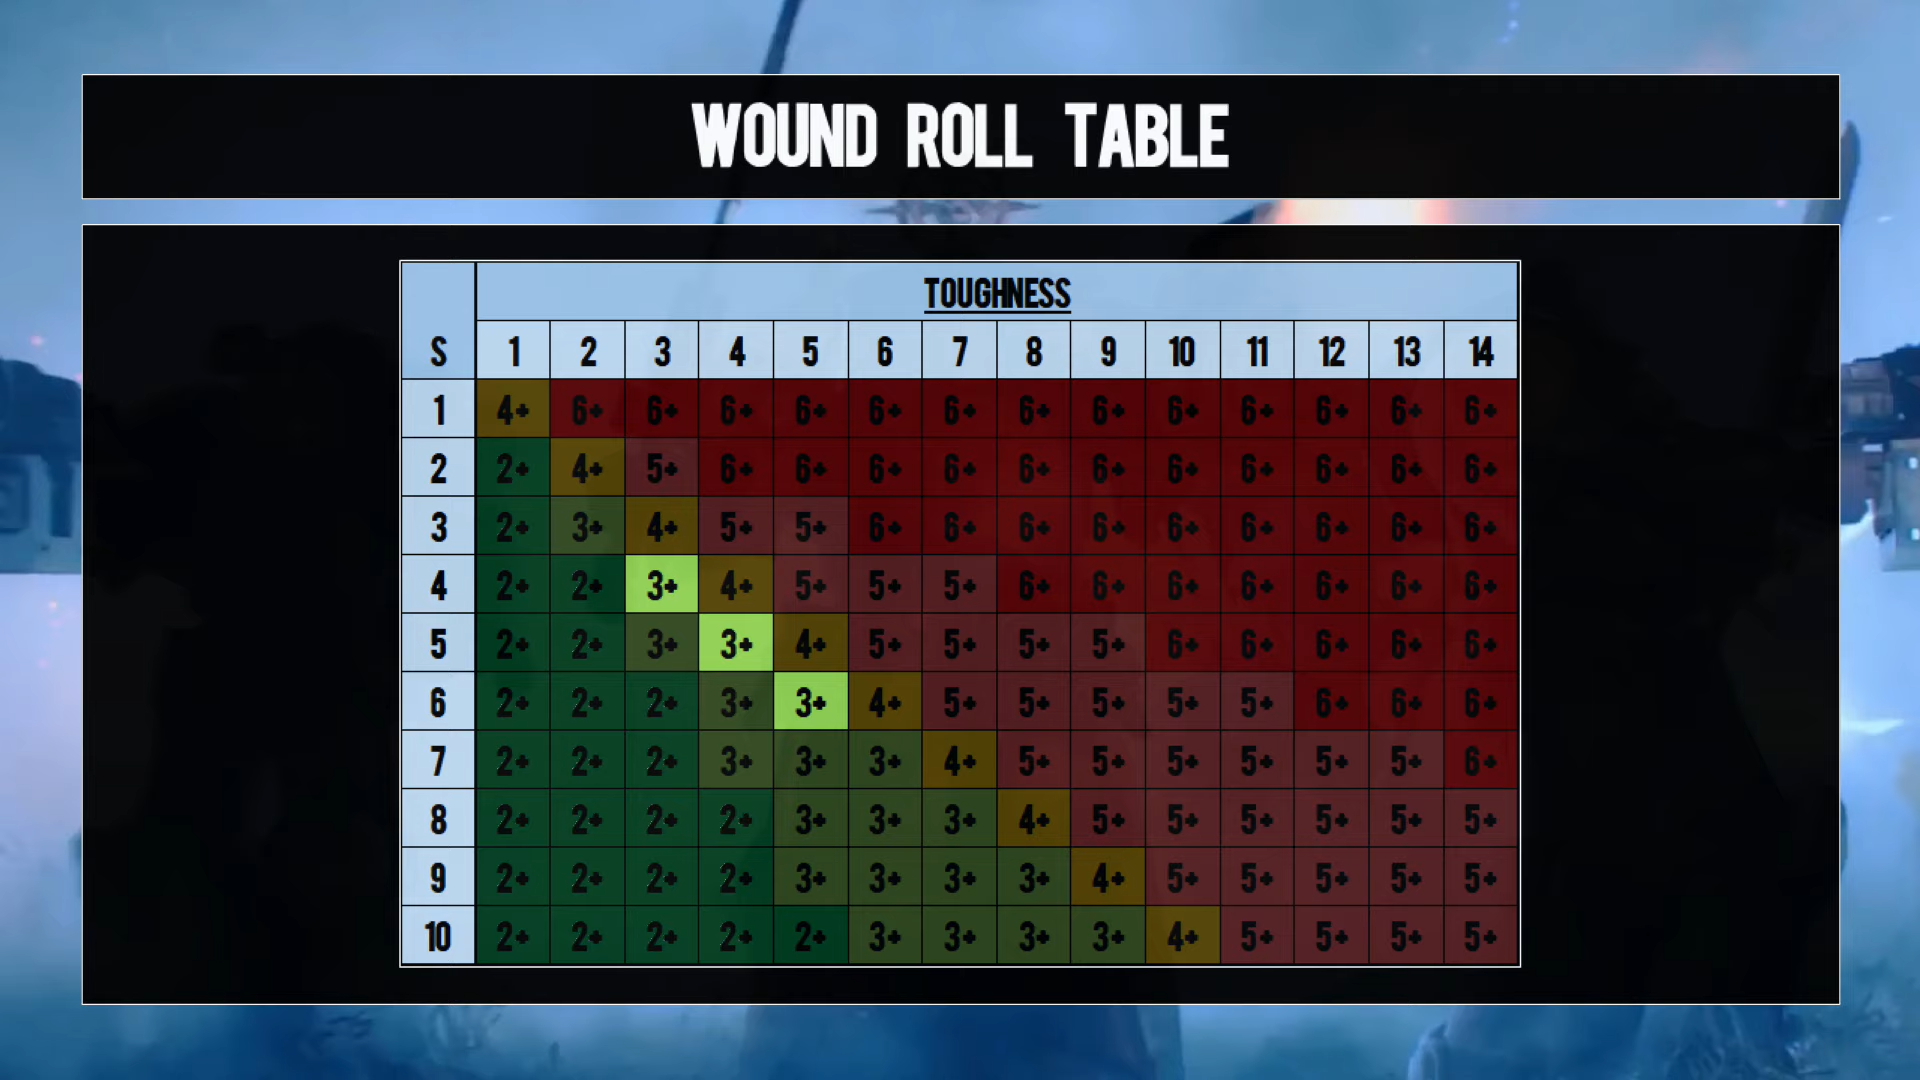 WOUND ROLL TABLE
TOUGHNESS
S 1 2 3 4 5 6 7 8 9 10 11 12 13 14
1 4+ 6+ 6+ 6+ 6+ 6+ 6+ 6+ 6+ 6+ 6+ 6+ 6+ 6+
2 2+ 4+ 5+ 6+ 6+ 6+ 6+ 6+ 6+ 6+ 6+ 6+ 6+ 6+
3 2+ 3+ 4+ 5+ 5+ 6+ 6+ 6+ 6+ 6+ 6+ 6+ 6+ 6+
4 2+ 2+ 3+ 4+ 5+ 5+ 5+ 6+ 6+ 6+ 6+ 6+ 6+ 6+
5 2+ 2+ 3+ 3+ 4+ 5+ 5+ 5+ 5+ 6+ 6+ 6+ 6+ 6+
6 2+ 2+ 2+ 3+ 3+ 4+ 5+ 5+ 5+ 5+ 5+ 6+ 6+ 6+
7 2+ 2+ 2+ 3+ 3+ 3+ 4+ 5+ 5+ 5+ 5+ 5+ 5+ 6+
8 2+ 2+ 2+ 2+ 3+ 3+ 3+ 4+ 5+ 5+ 5+ 5+ 5+ 5+
9 2+ 2+ 2+ 2+ 3+ 3+ 3+ 3+ 4+ 5+ 5+ 5+ 5+ 5+
10 2+ 2+ 2+ 2+ 2+ 3+ 3+ 3+ 3+ 4+ 5+ 5+ 5+ 5+